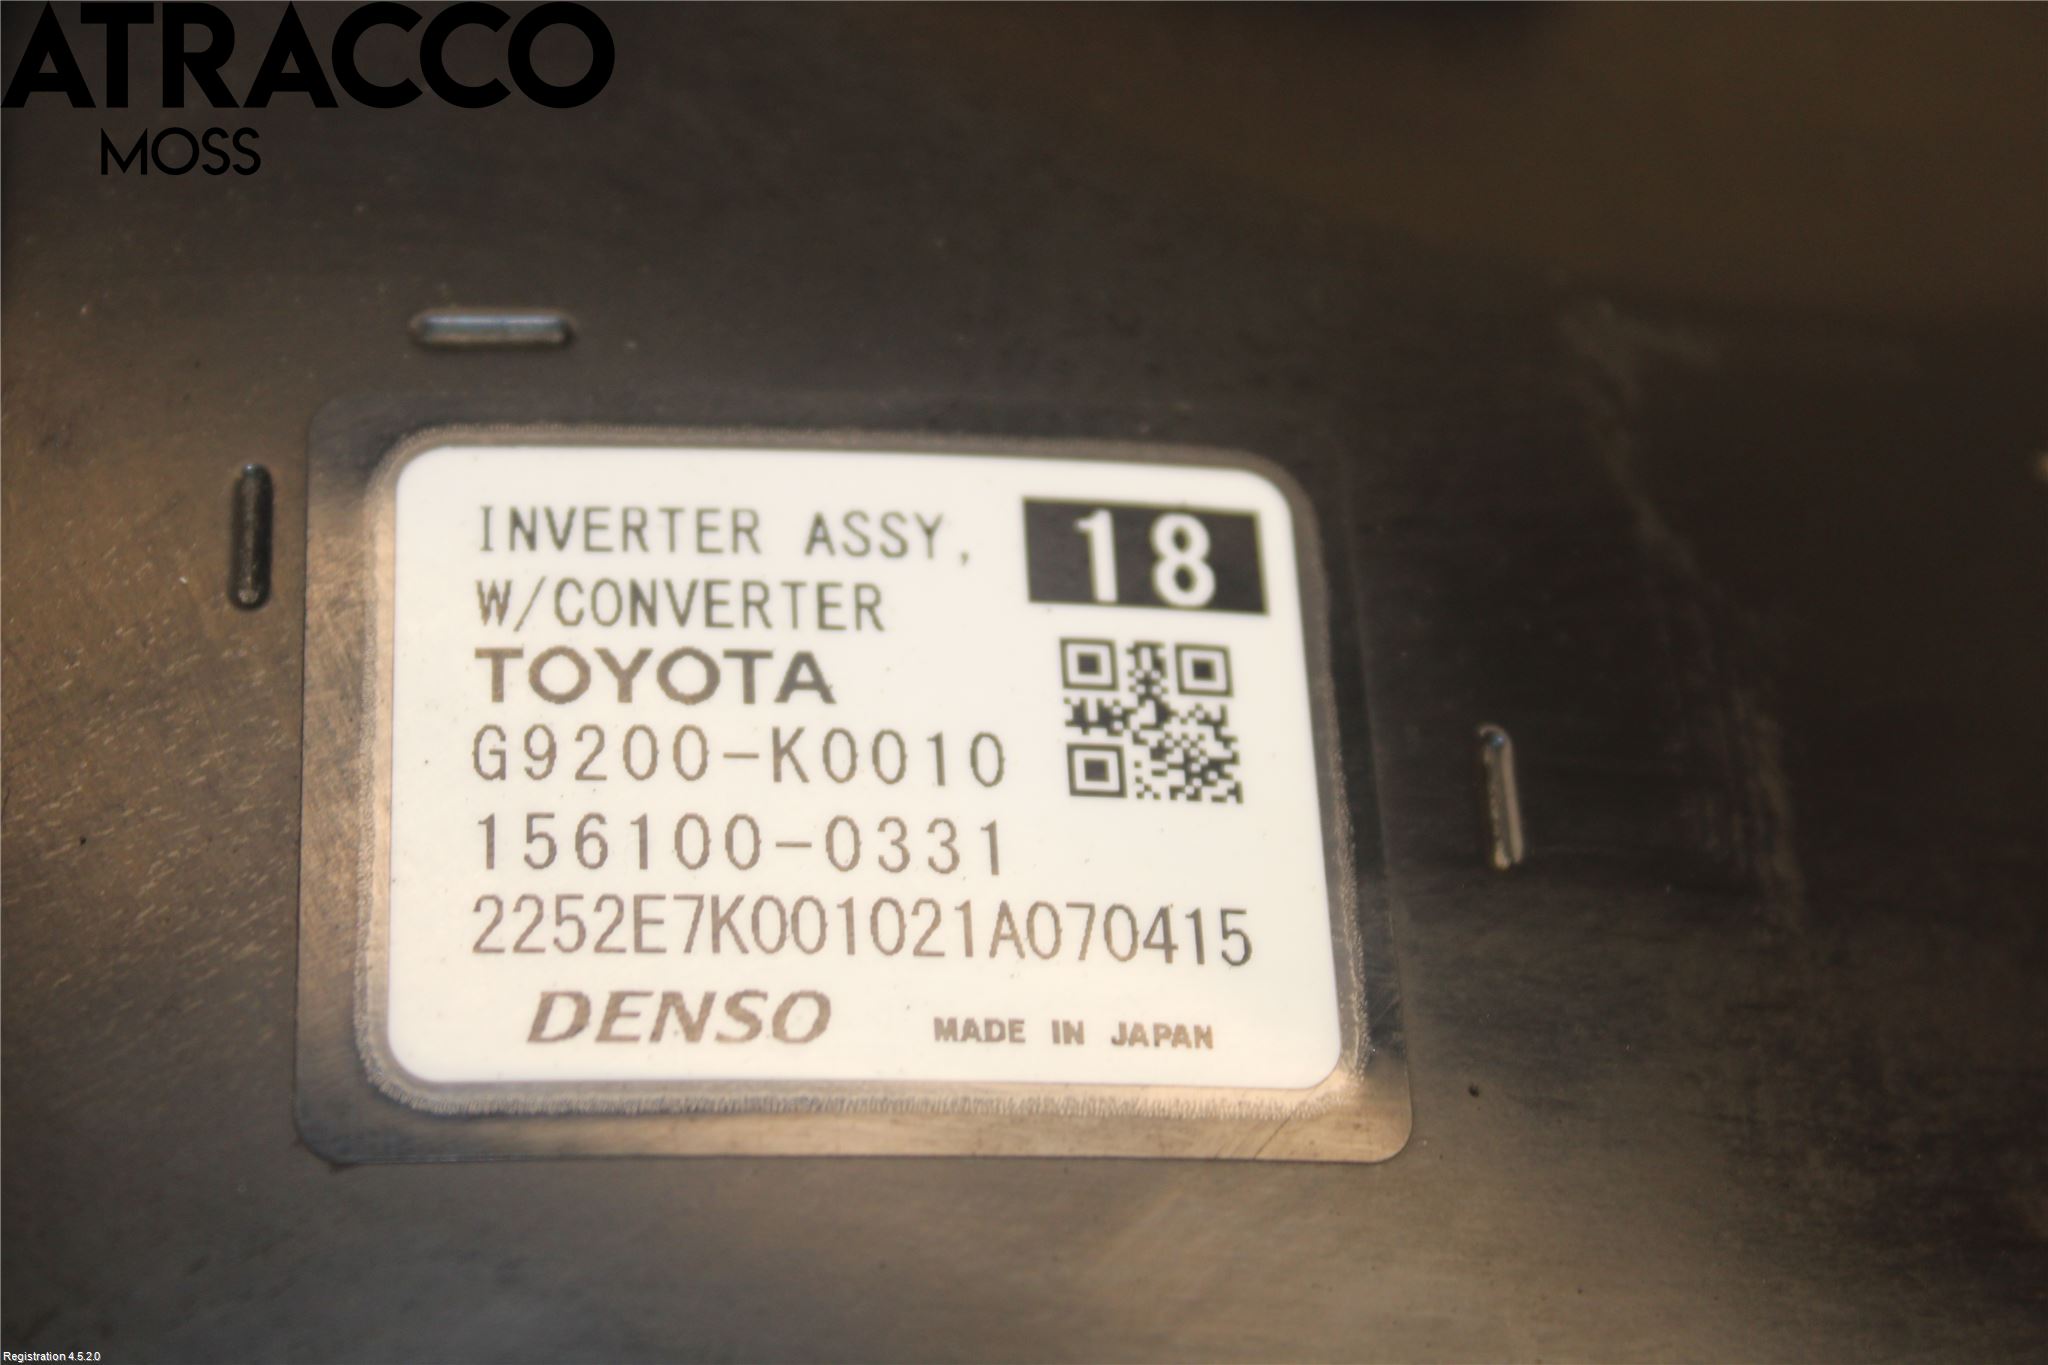 ATRACCO
MOSS
INVERTER ASSY,
W/CONVERTER
18
TOYOTA
G9200-K0010
156100-0331
2252E7K001021A070415
DENSO
MADE IN JAPAN
Registration 4.5.2.0